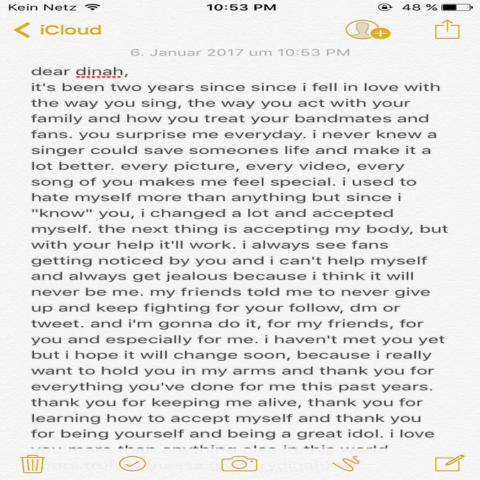 Kein Netz 10:53 PM 48 %
iCloud
6. Januar 2017 um 10:53 PM
dear dinah,
it's been two years since since i fell in love with
the way you sing, the way you act with your
family and how you treat your bandmates and
fans. you surprise me everyday. i never knew a
singer could save someones life and make it a
lot better. every picture, every video, every
song of you makes me feel special. i used to
hate myself more than anything but since i
"know" you, i changed a lot and accepted
myself. the next thing is accepting my body, but
with your help it'll work. i always see fans
getting noticed by you and i can't help myself
and always get jealous because i think it will
never be me. my friends told me to never give
up and keep fighting for your follow, dm or
tweet. and i'm gonna do it, for my friends, for
you and especially for me. i haven't met you yet
but i hope it will change soon, because i really
want to hold you in my arms and thank you for
everything you've done for me this past years.
thank you for keeping me alive, thank you for
learning how to accept myself and thank you
for being yourself and being a great idol. i love
you more than anything else in this world